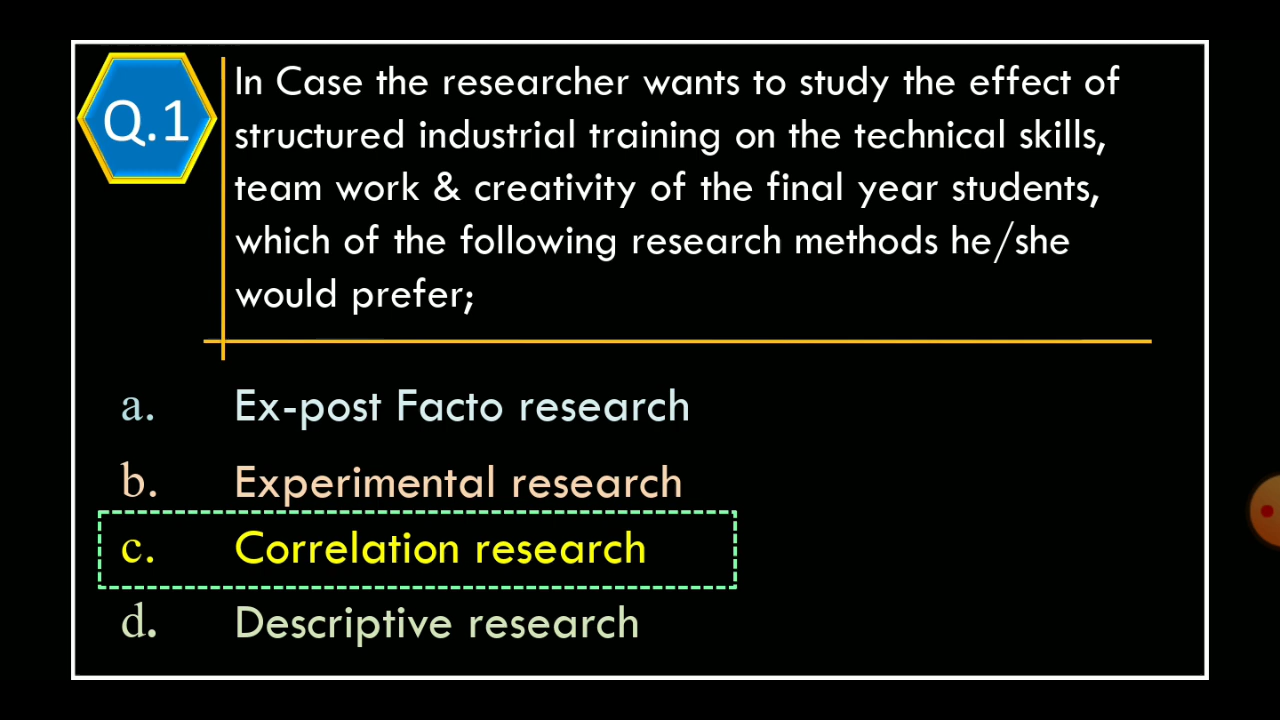 Q.1
In Case the researcher wants to study the effect of
structured industrial training on the technical skills,
team work & creativity of the final year students,
which of the following research methods he/she
would prefer;
a. Ex-post Facto research
b. Experimental research
c. Correlation research
d. Descriptive research